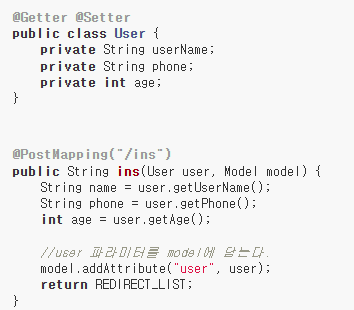 @Getter @Setter
public class User {
    private String userName;
    private String phone;
    private int age;
}
@PostMapping("/ins")
public String ins(User user, Model model) {
    String name = user.getUserName();
    String phone = user.getPhone();
    int age = user.getAge();
    //user 파라미터를 model에 담는다.
    model.addAttribute("user", user);
    return REDIRECT_LIST;
}